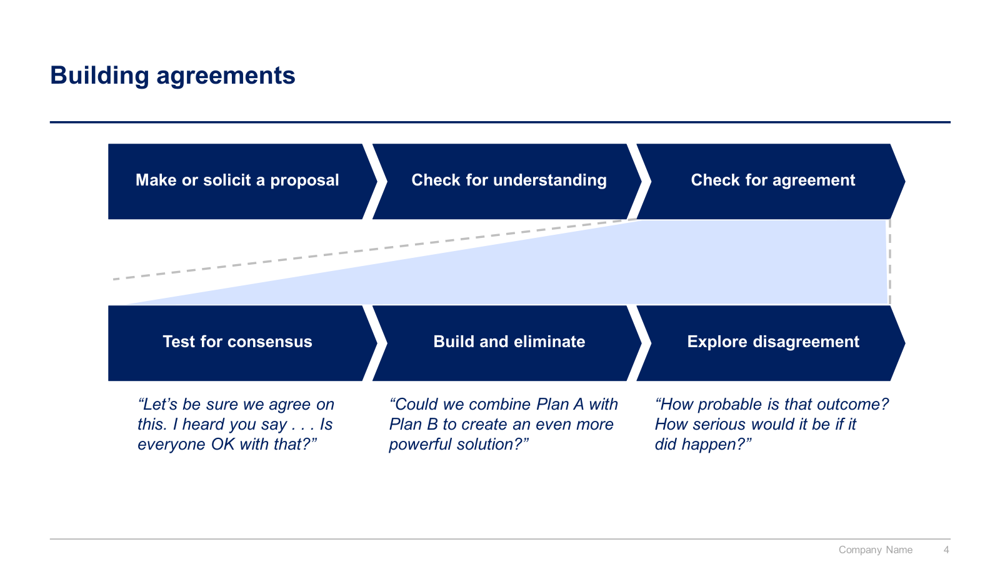 Building agreements
Make or solicit a proposal
Check for understanding
Check for agreement
Test for consensus
Build and eliminate
Explore disagreement
“Let’s be sure we agree on
this. I heard you say . . . Is
everyone OK with that?”
“Could we combine Plan A with
Plan B to create an even more
powerful solution?”
“How probable is that outcome?
How serious would it be if it
did happen?”
Company Name
4